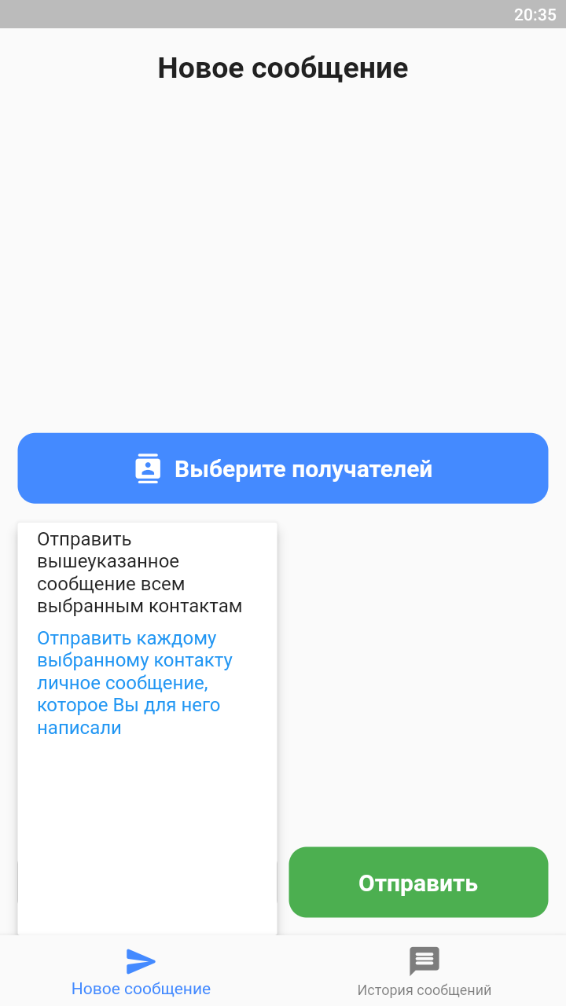 20:35
Новое сообщение
Выберите получателей
Отправить
вышеуказанное
сообщение всем
выбранным контактам
Отправить каждому
выбранному контакту
личное сообщение,
которое Вы для него
написали
Отправить
Новое сообщение
История сообщений